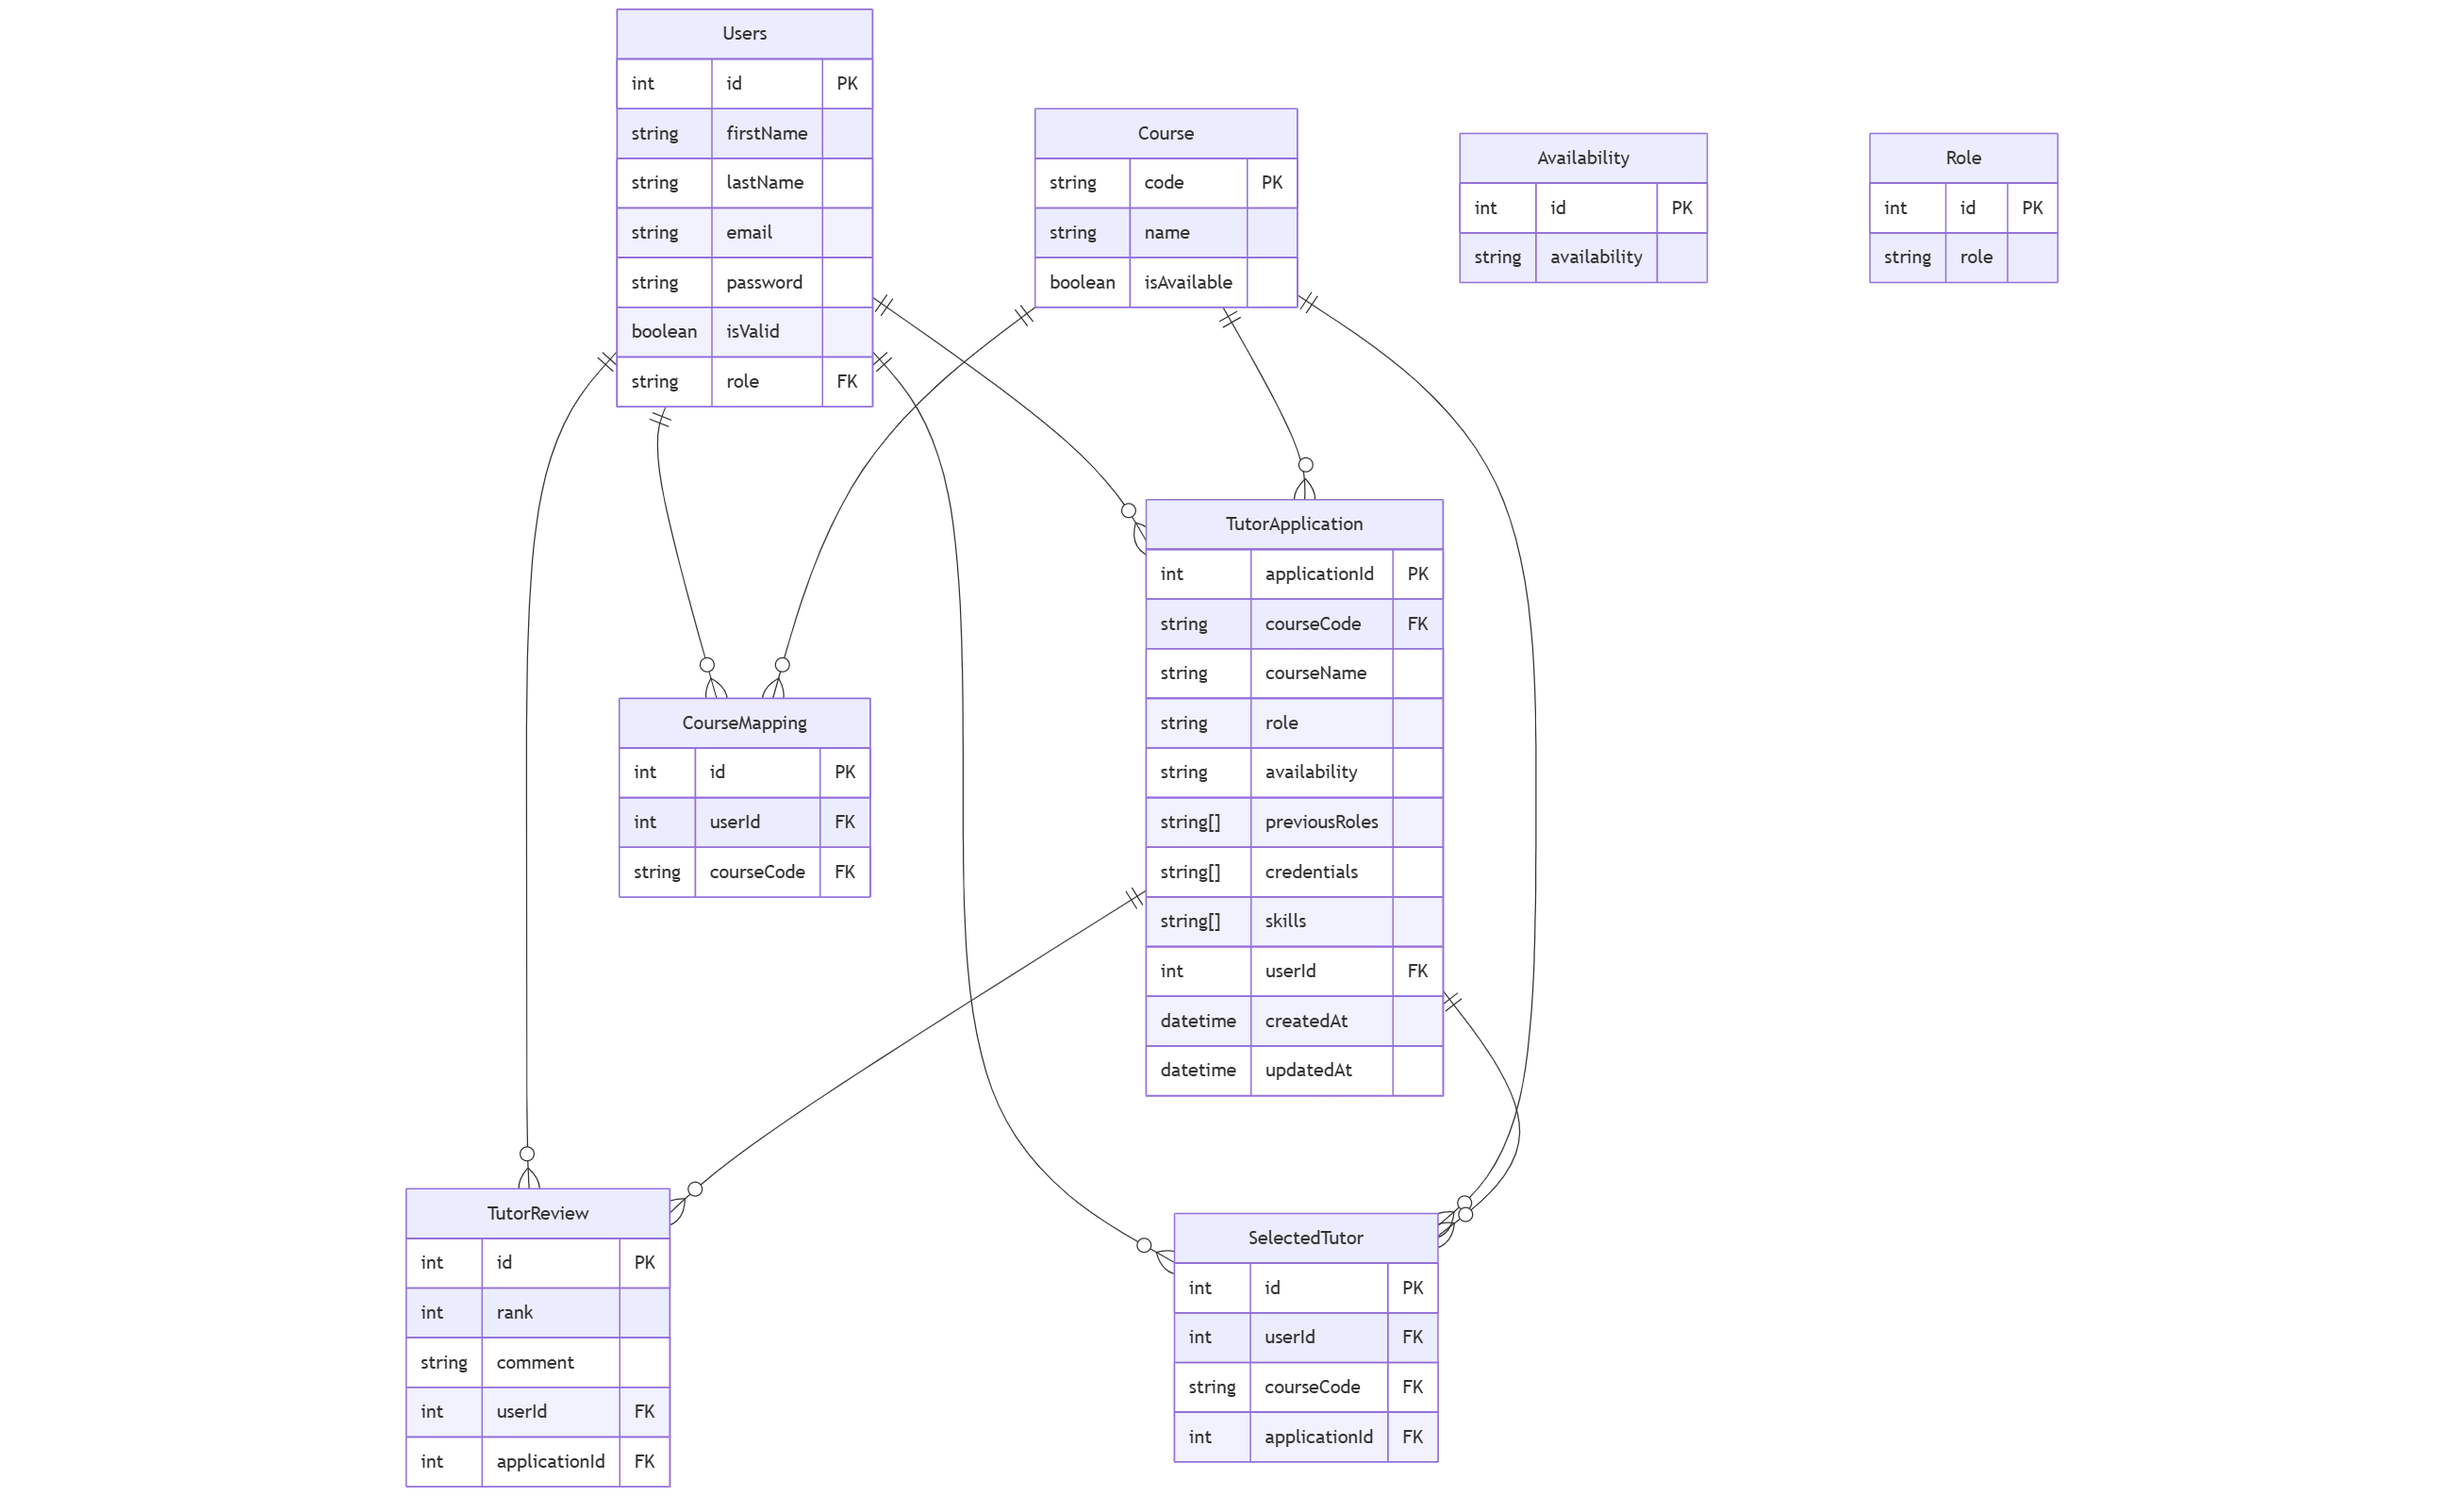 Users
int id PK
string firstName
string lastName
string email
string password
boolean isValid
string role FK
Course
string code PK
string name
boolean isAvailable
Availability
int id PK
string availability
Role
int id PK
string role
TutorApplication
int applicationId PK
string courseCode FK
string courseName
string role
string availability
string[] previousRoles
string[] credentials
string[] skills
int userId FK
datetime createdAt
datetime updatedAt
CourseMapping
int id PK
int userId FK
string courseCode FK
TutorReview
int id PK
int rank
string comment
int userId FK
int applicationId FK
SelectedTutor
int id PK
int userId FK
string courseCode FK
int applicationId FK